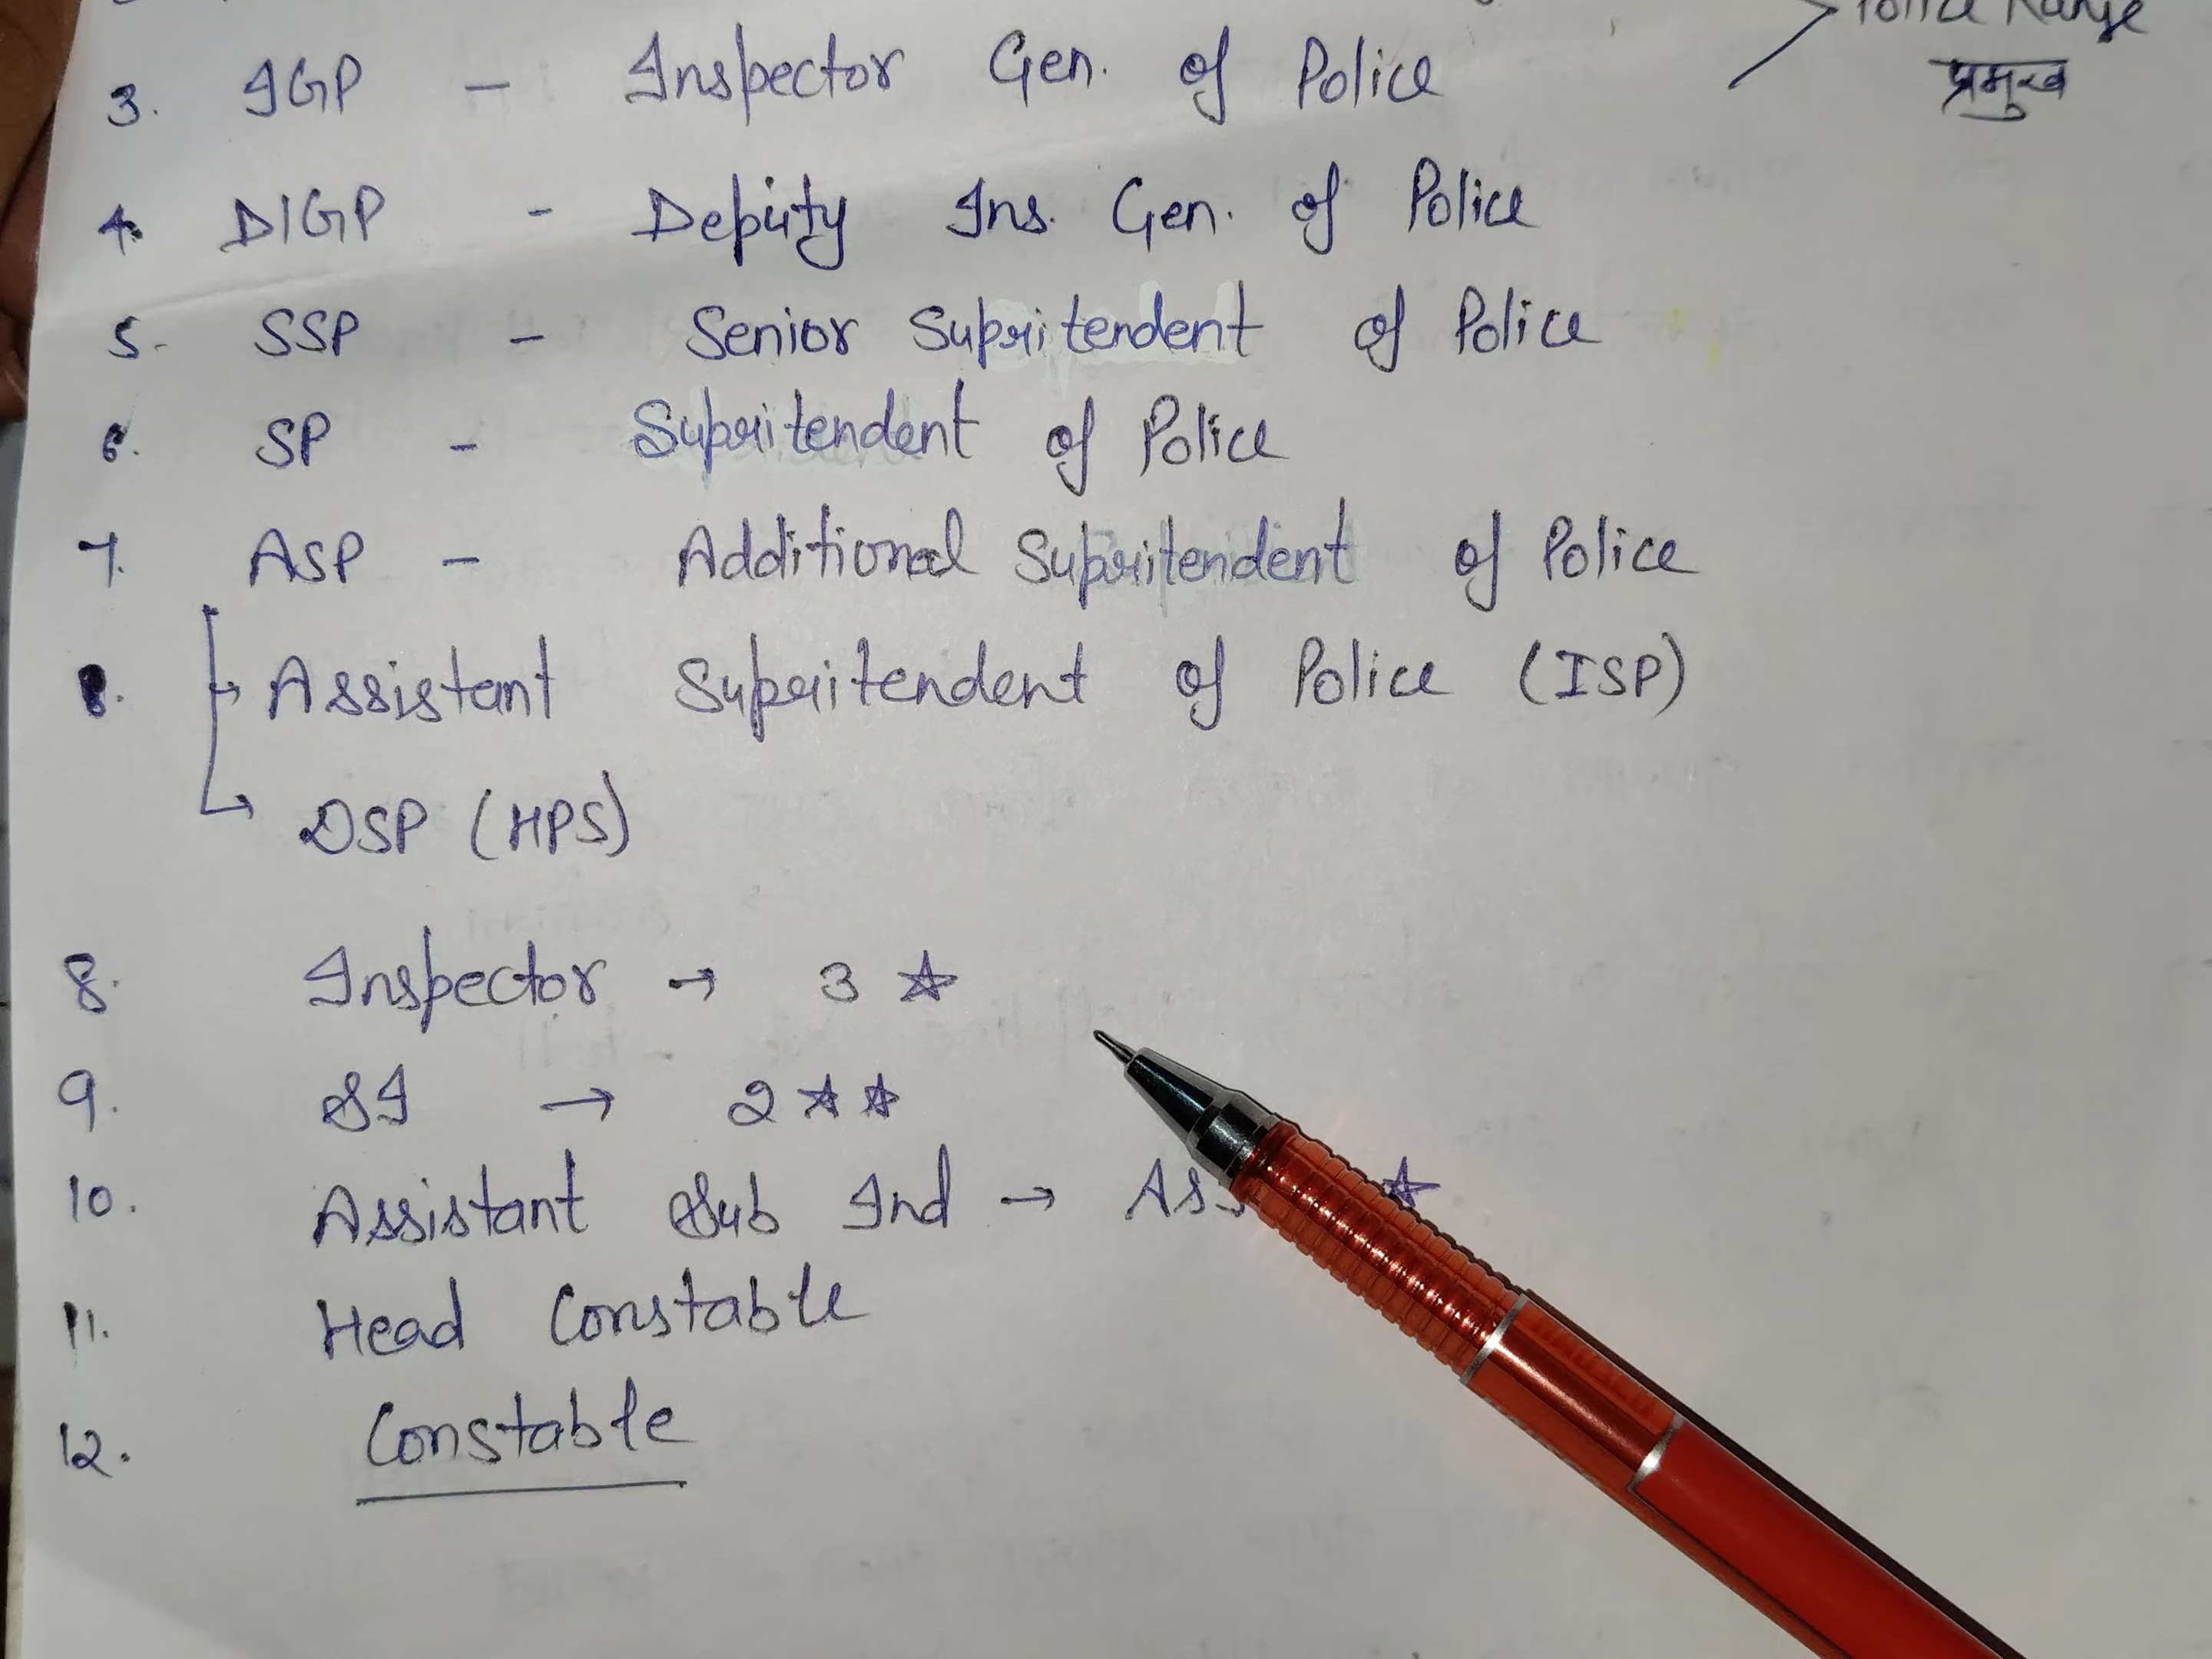 Police Range
3. IGP - Inspector Gen. of Police
प्रमुख
4. DIGP - Deputy Ins. Gen. of Police
5. SSP - Senior Supritendent of Police
6. SP - Supritendent of Police
7. ASP - Additional Supritendent of Police
8. Assistant Supritendent of Police (ISP)
DSP (HPS)
8. Inspector → 3 ☆
9. SI → 2 ☆ ☆
10. Assistant Sub Ind → ☆
11. Head Constable
12. Constable